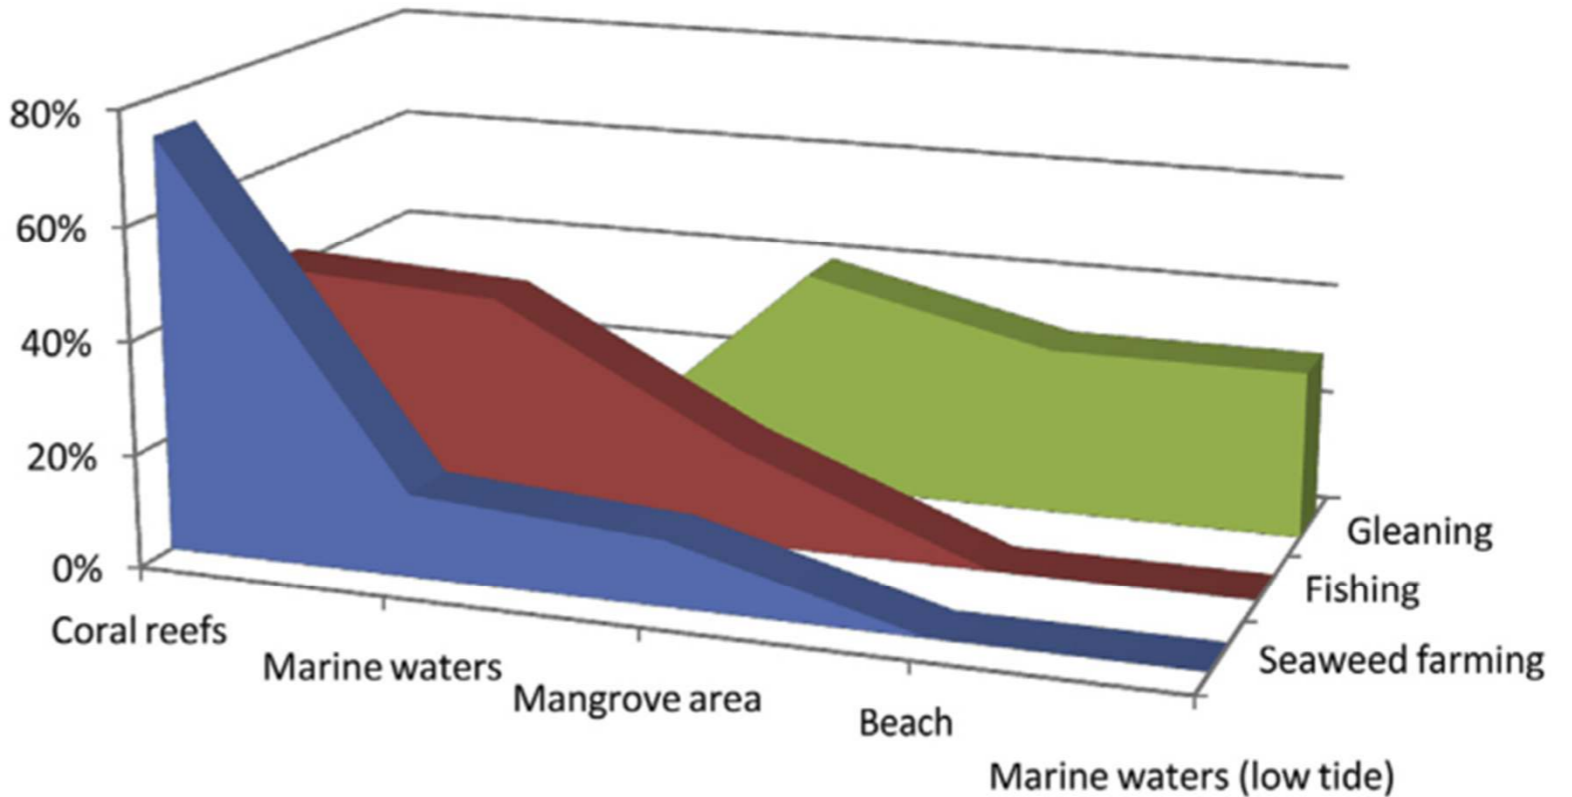 80%
60%
40%
20%
0%
Coral reefs
Marine waters
Mangrove area
Beach
Marine waters (low tide)
Gleaning
Fishing
Seaweed farming